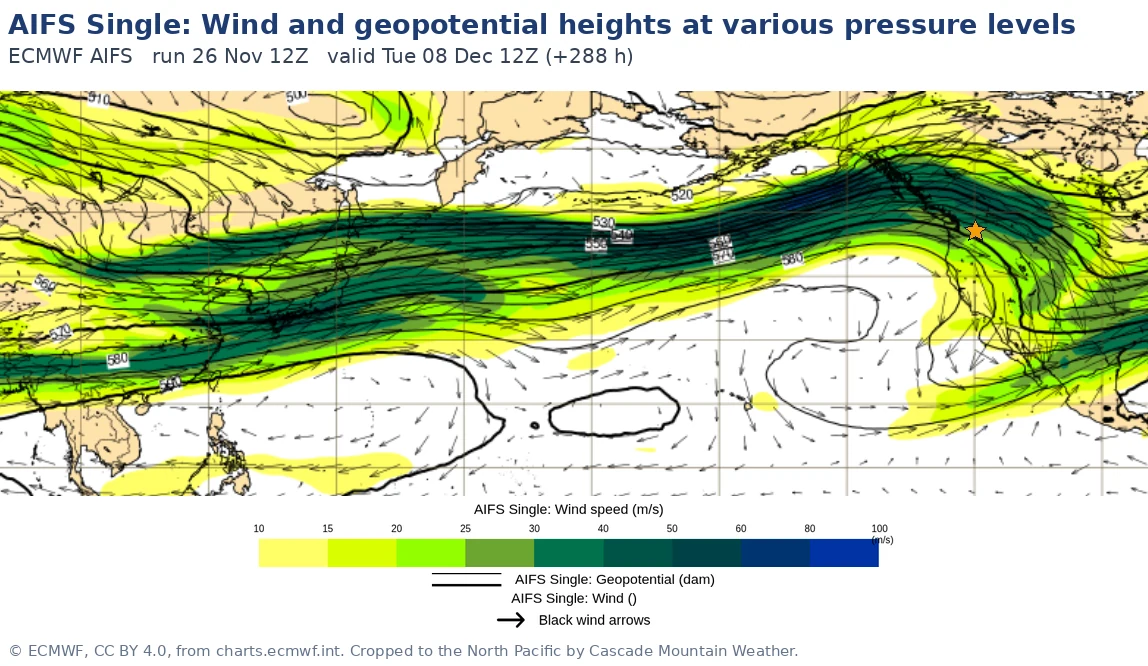 AIFS Single: Wind and geopotential heights at various pressure levels
ECMWF AIFS run 26 Nov 12Z valid Tue 08 Dec 12Z (+288 h)
510
500
520
530
540
550
560
570
580
560
570
580
AIFS Single: Wind speed (m/s)
10 15 20 25 30 40 50 60 80 100
(m/s)
AIFS Single: Geopotential (dam)
AIFS Single: Wind ()
Black wind arrows
© ECMWF, CC BY 4.0, from charts.ecmwf.int. Cropped to the North Pacific by Cascade Mountain Weather.